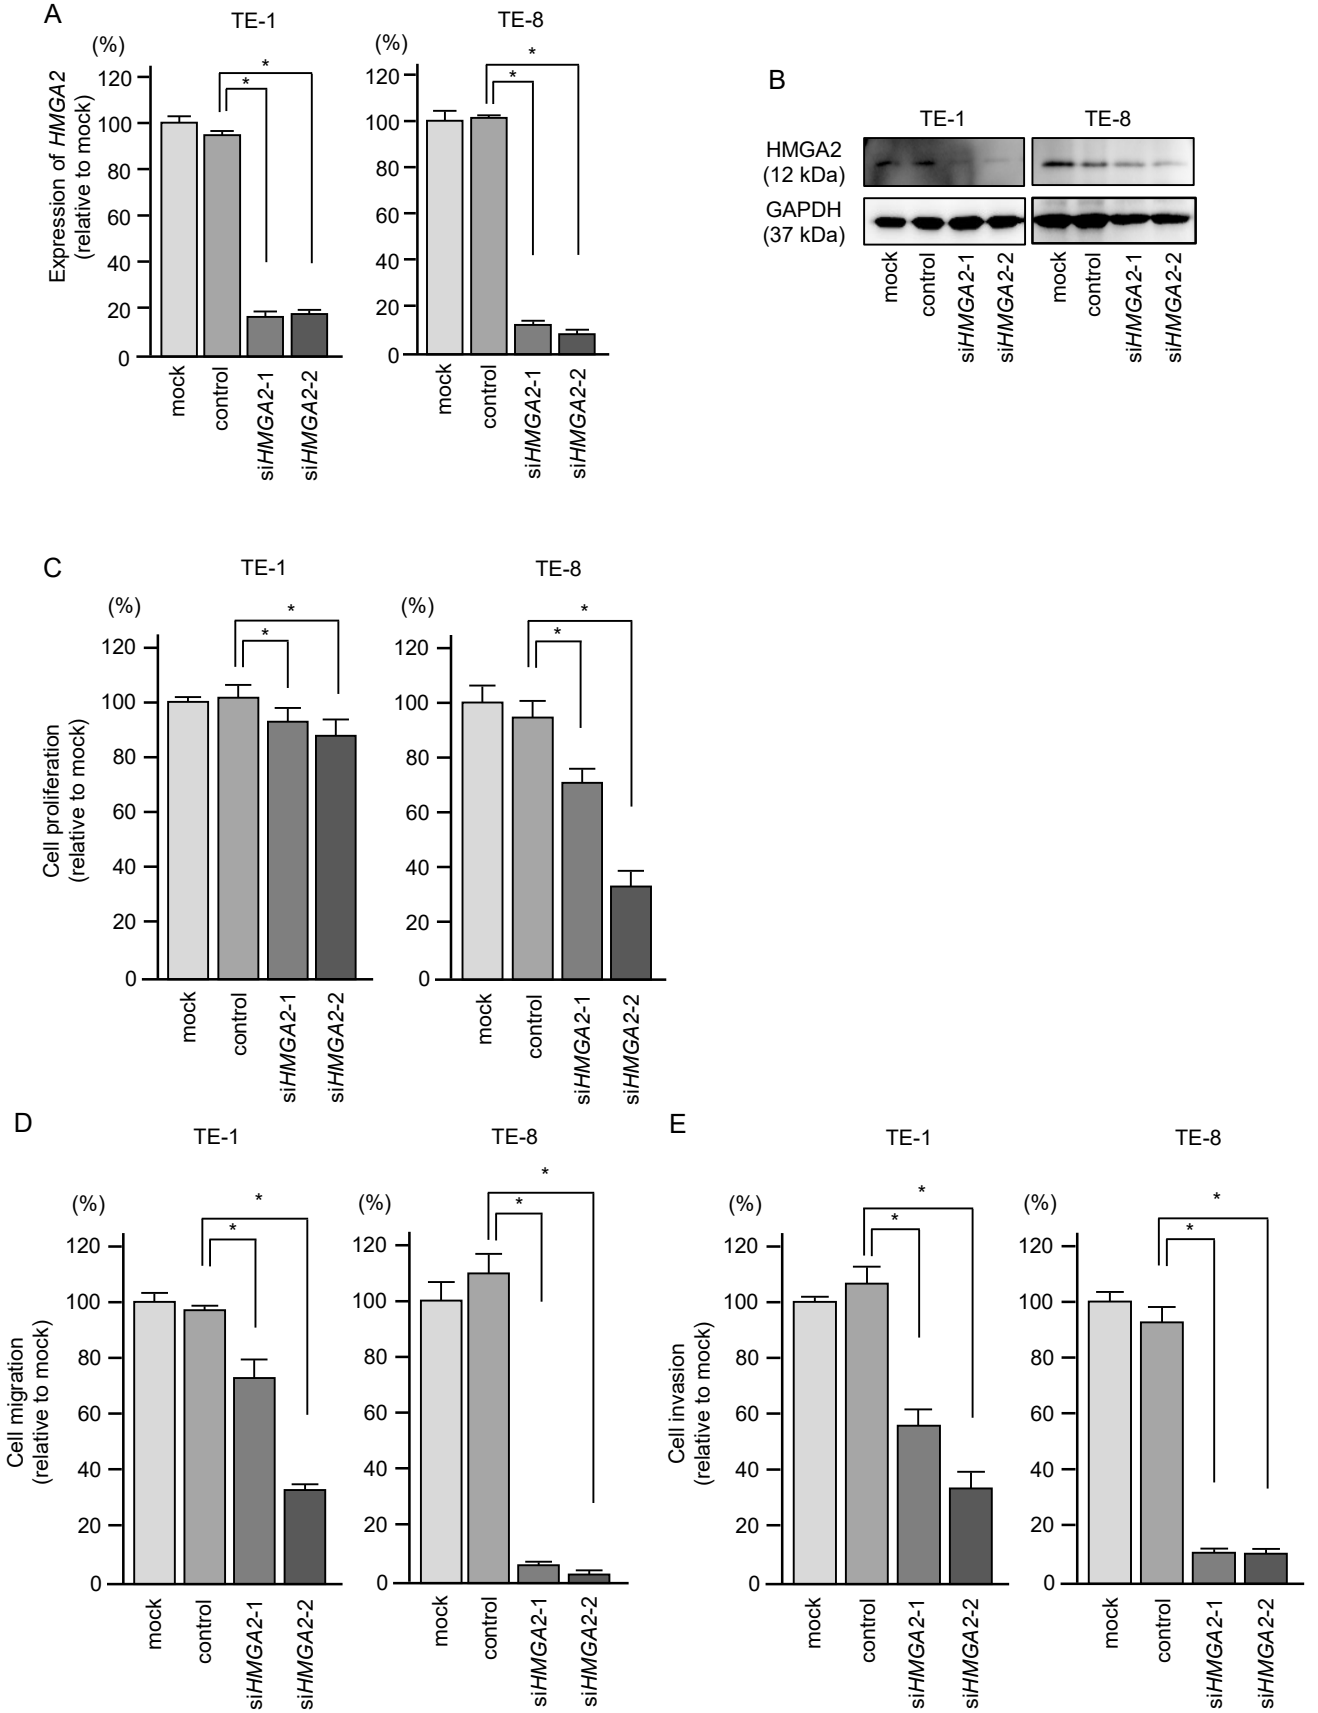 A
TE-1
TE-8
(%)
(%)
*
*
*
*
Expression of HMGA2
(relative to mock)
120
100
80
60
40
20
0
120
100
80
60
40
20
0
mock
control
siHMGA2-1
siHMGA2-2
mock
control
siHMGA2-1
siHMGA2-2
B
TE-1
TE-8
HMGA2
(12 kDa)
GAPDH
(37 kDa)
mock
control
siHMGA2-1
siHMGA2-2
mock
control
siHMGA2-1
siHMGA2-2
C
TE-1
TE-8
(%)
(%)
*
*
*
*
Cell proliferation
(relative to mock)
120
100
80
60
40
20
0
120
100
80
60
40
20
0
mock
control
siHMGA2-1
siHMGA2-2
mock
control
siHMGA2-1
siHMGA2-2
D
TE-1
TE-8
(%)
(%)
*
*
*
*
Cell migration
(relative to mock)
120
100
80
60
40
20
0
120
100
80
60
40
20
0
mock
control
siHMGA2-1
siHMGA2-2
mock
control
siHMGA2-1
siHMGA2-2
E
TE-1
TE-8
(%)
(%)
*
*
*
*
Cell invasion
(relative to mock)
120
100
80
60
40
20
0
120
100
80
60
40
20
0
mock
control
siHMGA2-1
siHMGA2-2
mock
control
siHMGA2-1
siHMGA2-2